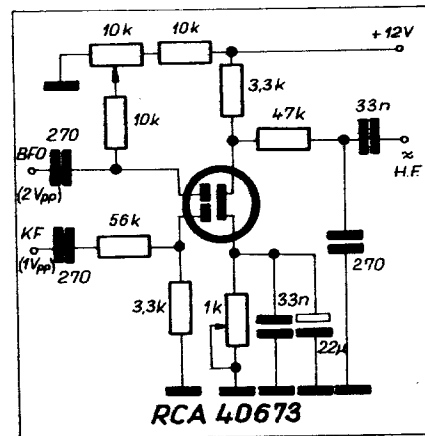 10k
10k
+12V
3,3k
10k
47k
33n
270
BFO
(2Vpp)
≈
H.F.
KF
(1Vpp)
270
56k
3,3k
1k
33n
22µ
270
RCA 40673